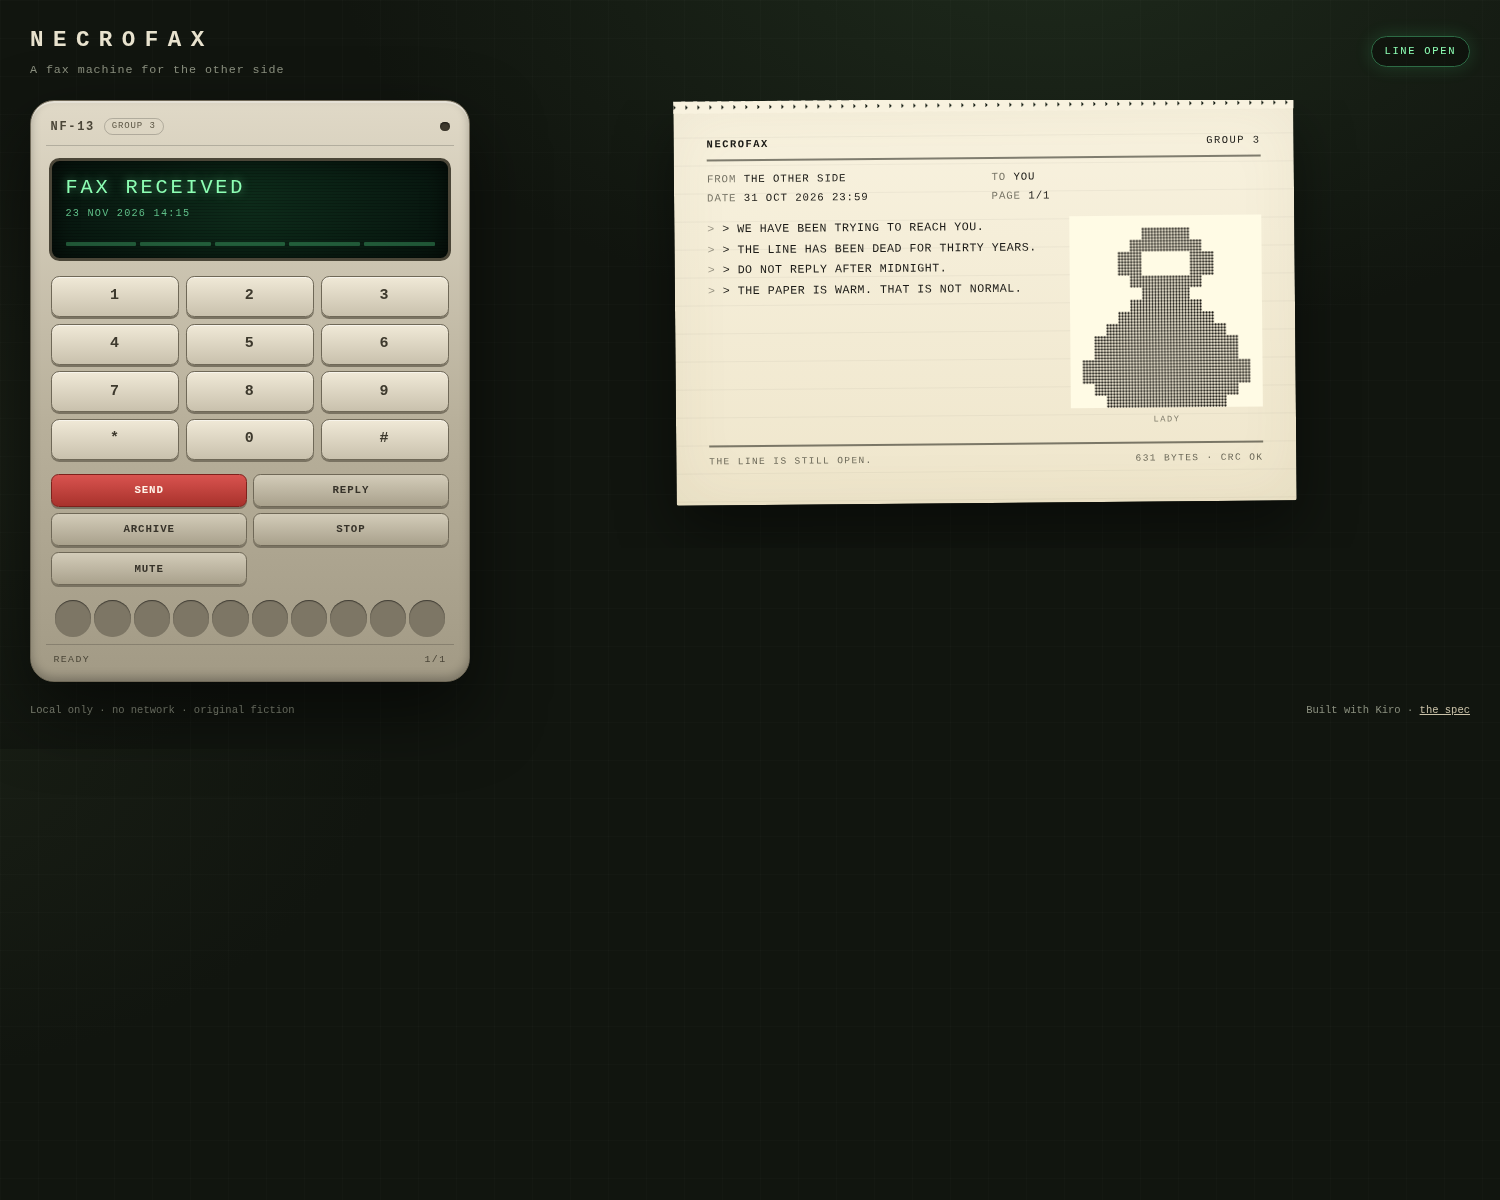 NECROFAX
A fax machine for the other side
LINE OPEN
NF-13 GROUP 3
FAX RECEIVED
23 NOV 2026 14:15
1 2 3
4 5 6
7 8 9
* 0 #
SEND REPLY
ARCHIVE STOP
MUTE
READY 1/1
NECROFAX GROUP 3
FROM THE OTHER SIDE TO YOU
DATE 31 OCT 2026 23:59 PAGE 1/1
> > WE HAVE BEEN TRYING TO REACH YOU.
> > THE LINE HAS BEEN DEAD FOR THIRTY YEARS.
> > DO NOT REPLY AFTER MIDNIGHT.
> > THE PAPER IS WARM. THAT IS NOT NORMAL.
LADY
THE LINE IS STILL OPEN. 631 BYTES · CRC OK
Local only · no network · original fiction
Built with Kiro · the spec